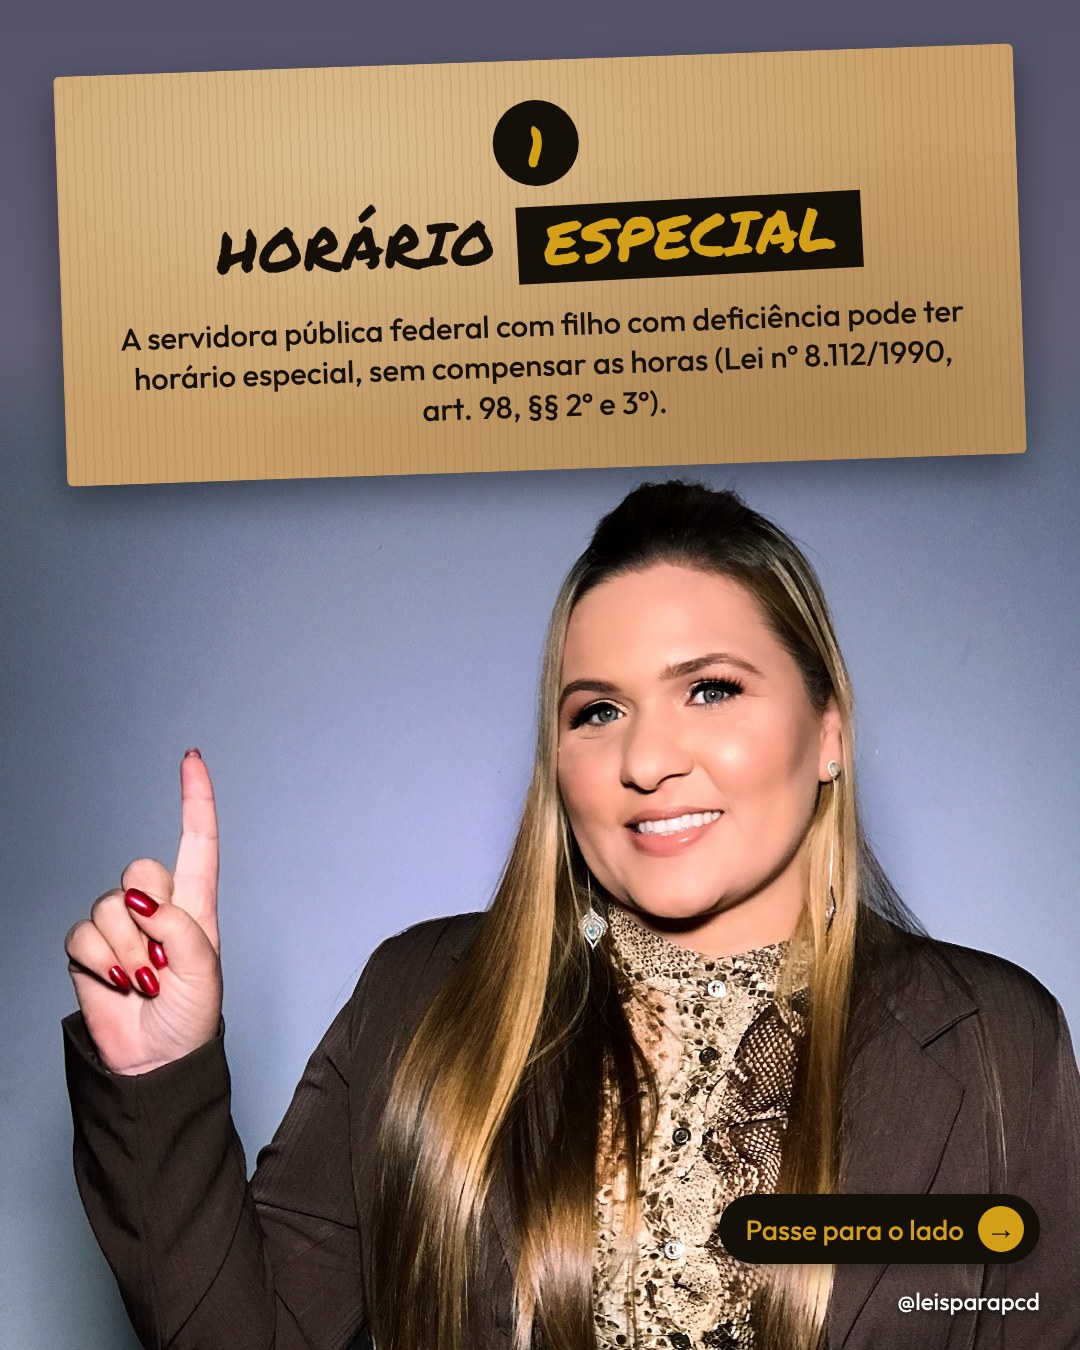 1
HORÁRIO ESPECIAL
A servidora pública federal com filho com deficiência pode ter
horário especial, sem compensar as horas (Lei nº 8.112/1990,
art. 98, §§ 2º e 3º).
Passe para o lado →
@leisparapcd